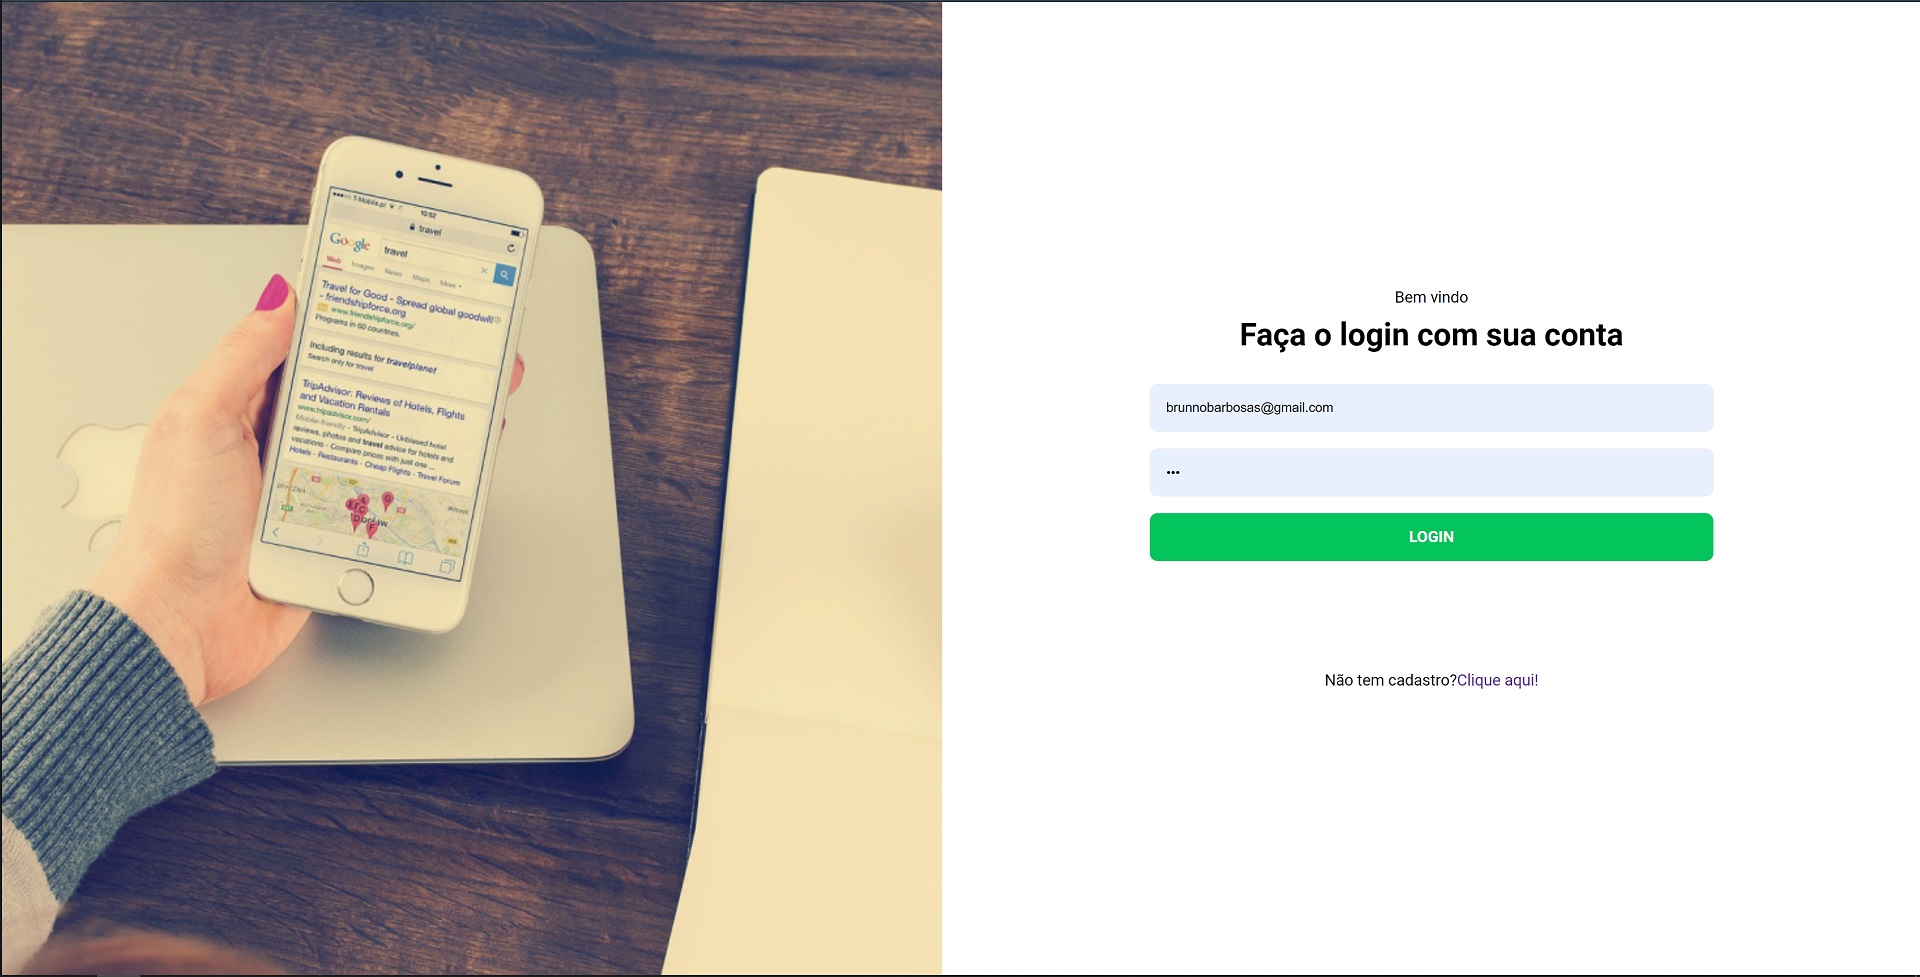 T-Mobile.pl
10:52
travel
Google
travel
Web Images News Maps More
Travel for Good - Spread global goodwill
- friendshipforce.org
www.friendshipforce.org/
Programs in 60 countries.
Including results for travelplanet
Search only for travel
TripAdvisor: Reviews of Hotels, Flights
and Vacation Rentals
www.tripadvisor.com/
Mobile-friendly - TripAdvisor - Unbiased hotel
reviews, photos and travel advice for hotels and
vacations - Compare prices with just one ...
Hotels - Restaurants - Cheap Flights - Travel Forum
Bem vindo
Faça o login com sua conta
brunnobarbosas@gmail.com
•••
LOGIN
Não tem cadastro?Clique aqui!